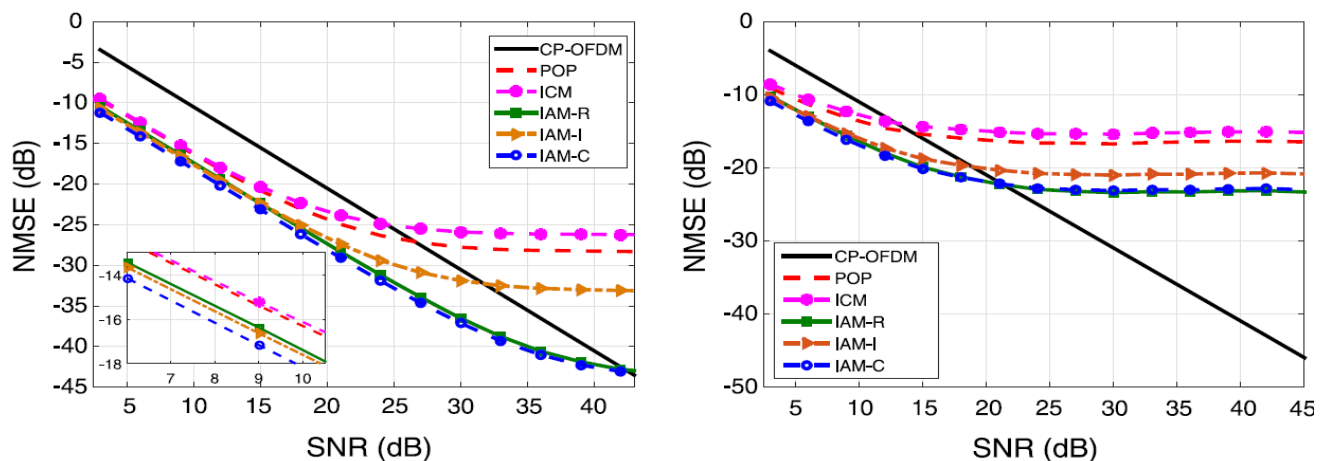 0
-5
-10
-15
-20
-25
-30
-35
-40
-45
NMSE (dB)
5 10 15 20 25 30 35 40
SNR (dB)
CP-OFDM
POP
ICM
IAM-R
IAM-I
IAM-C
-14
-16
-18
7 8 9 10
0
-10
-20
-30
-40
-50
NMSE (dB)
5 10 15 20 25 30 35 40 45
SNR (dB)
CP-OFDM
POP
ICM
IAM-R
IAM-I
IAM-C